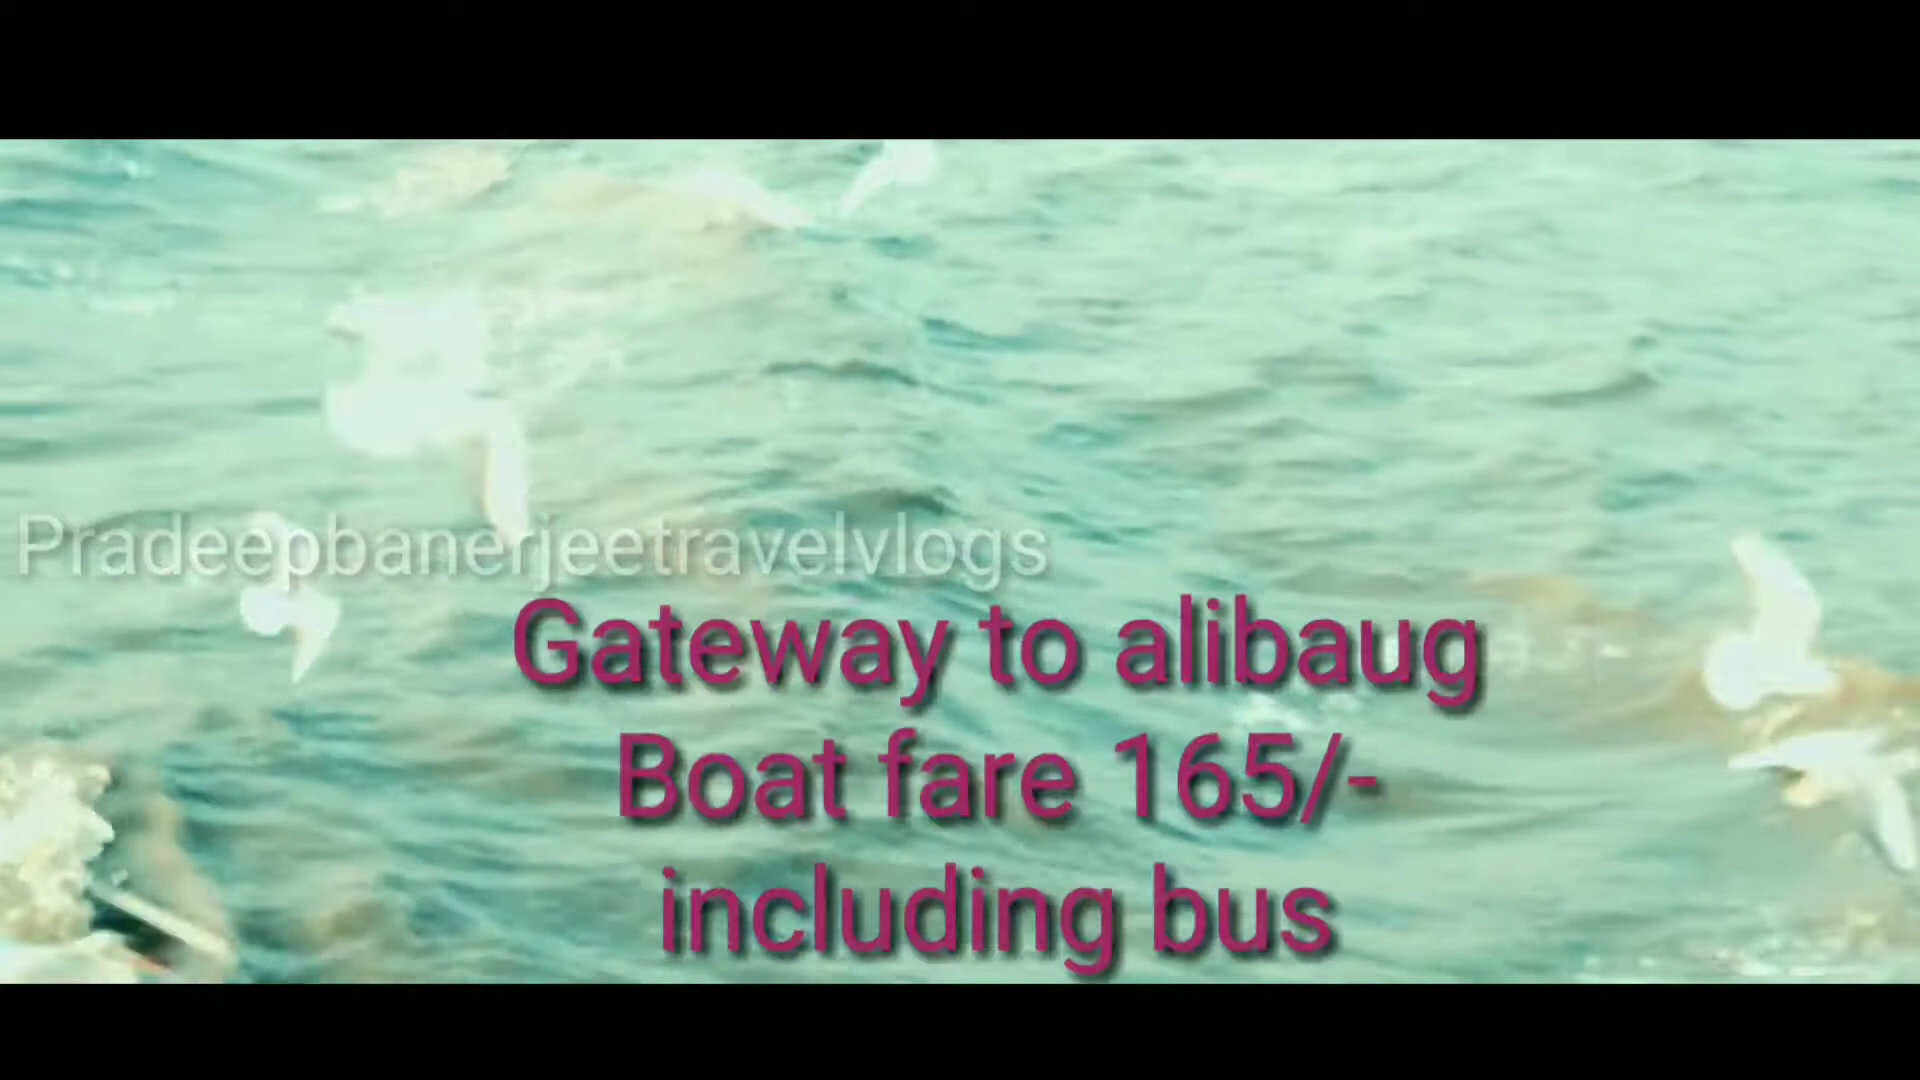 Pradeepbanerjeetravelvlogs
Gateway to alibaug
Boat fare 165/-
including bus